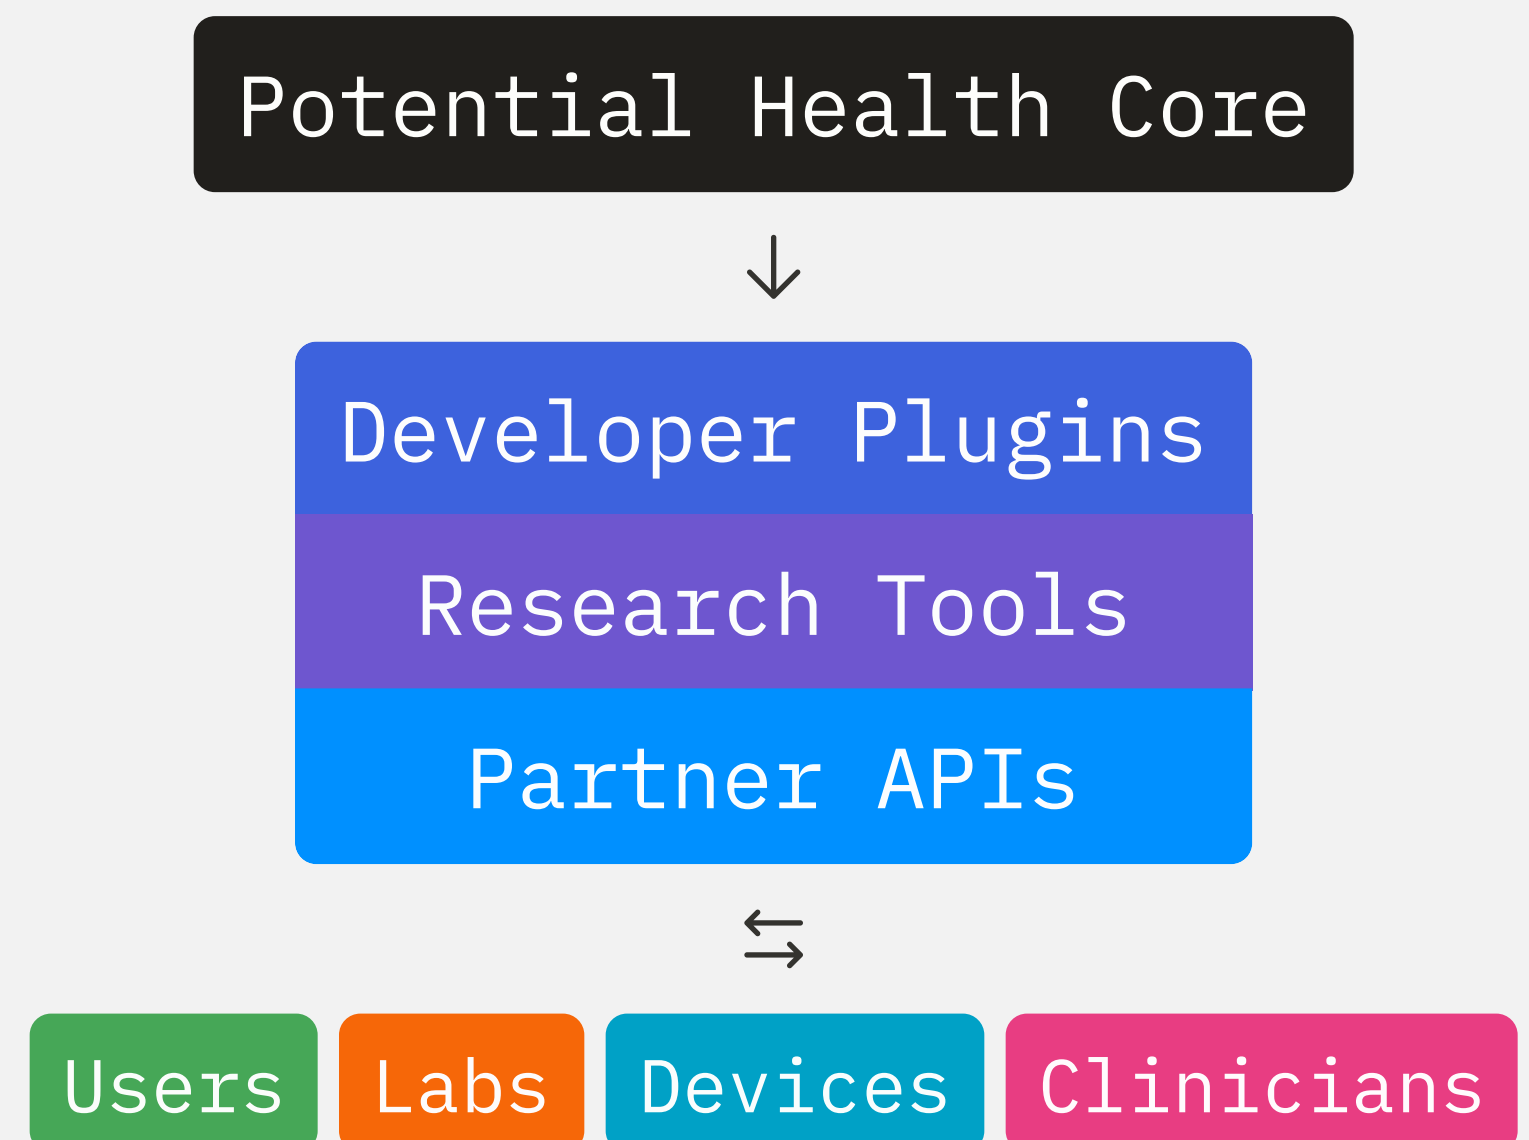 Potential Health Core
Developer Plugins
Research Tools
Partner APIs
Users
Labs
Devices
Clinicians